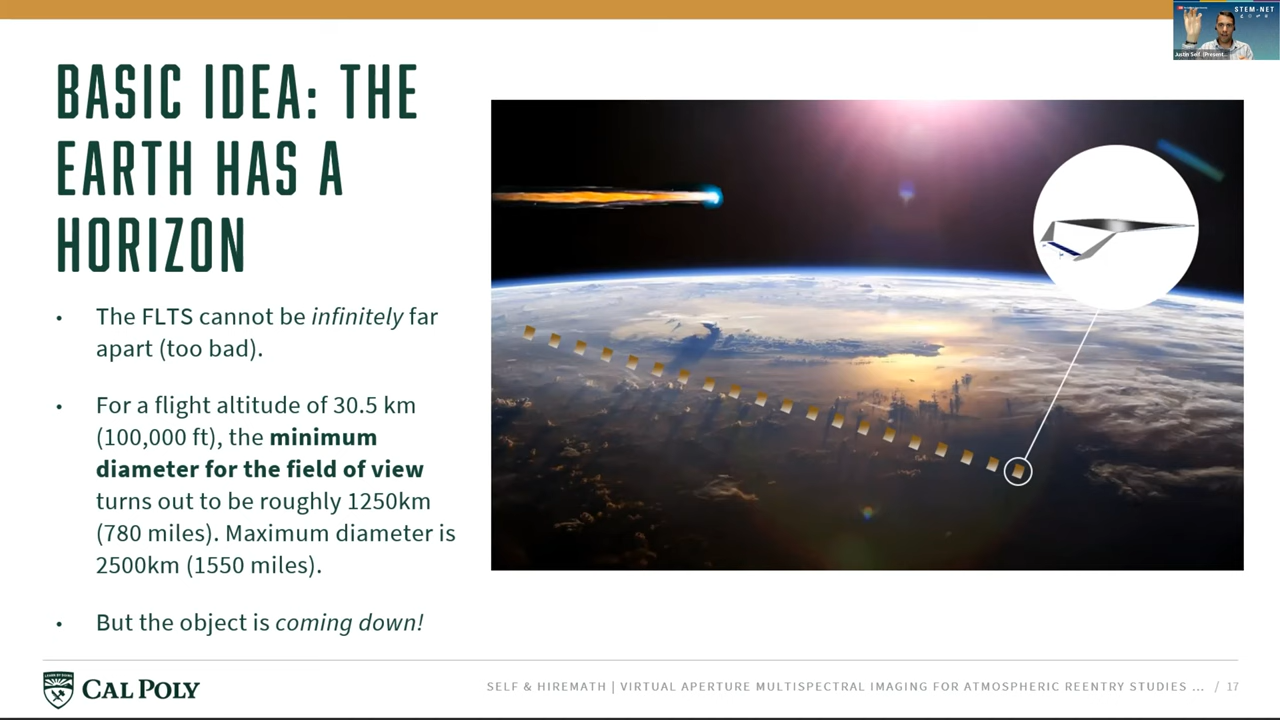 STEM-NET
Justin Self (Present...
BASIC IDEA: THE
EARTH HAS A
HORIZON
• The FLTS cannot be infinitely far
apart (too bad).
• For a flight altitude of 30.5 km
(100,000 ft), the minimum
diameter for the field of view
turns out to be roughly 1250km
(780 miles). Maximum diameter is
2500km (1550 miles).
• But the object is coming down!
CAL POLY
SELF & HIREMATH | VIRTUAL APERTURE MULTISPECTRAL IMAGING FOR ATMOSPHERIC REENTRY STUDIES ... / 17